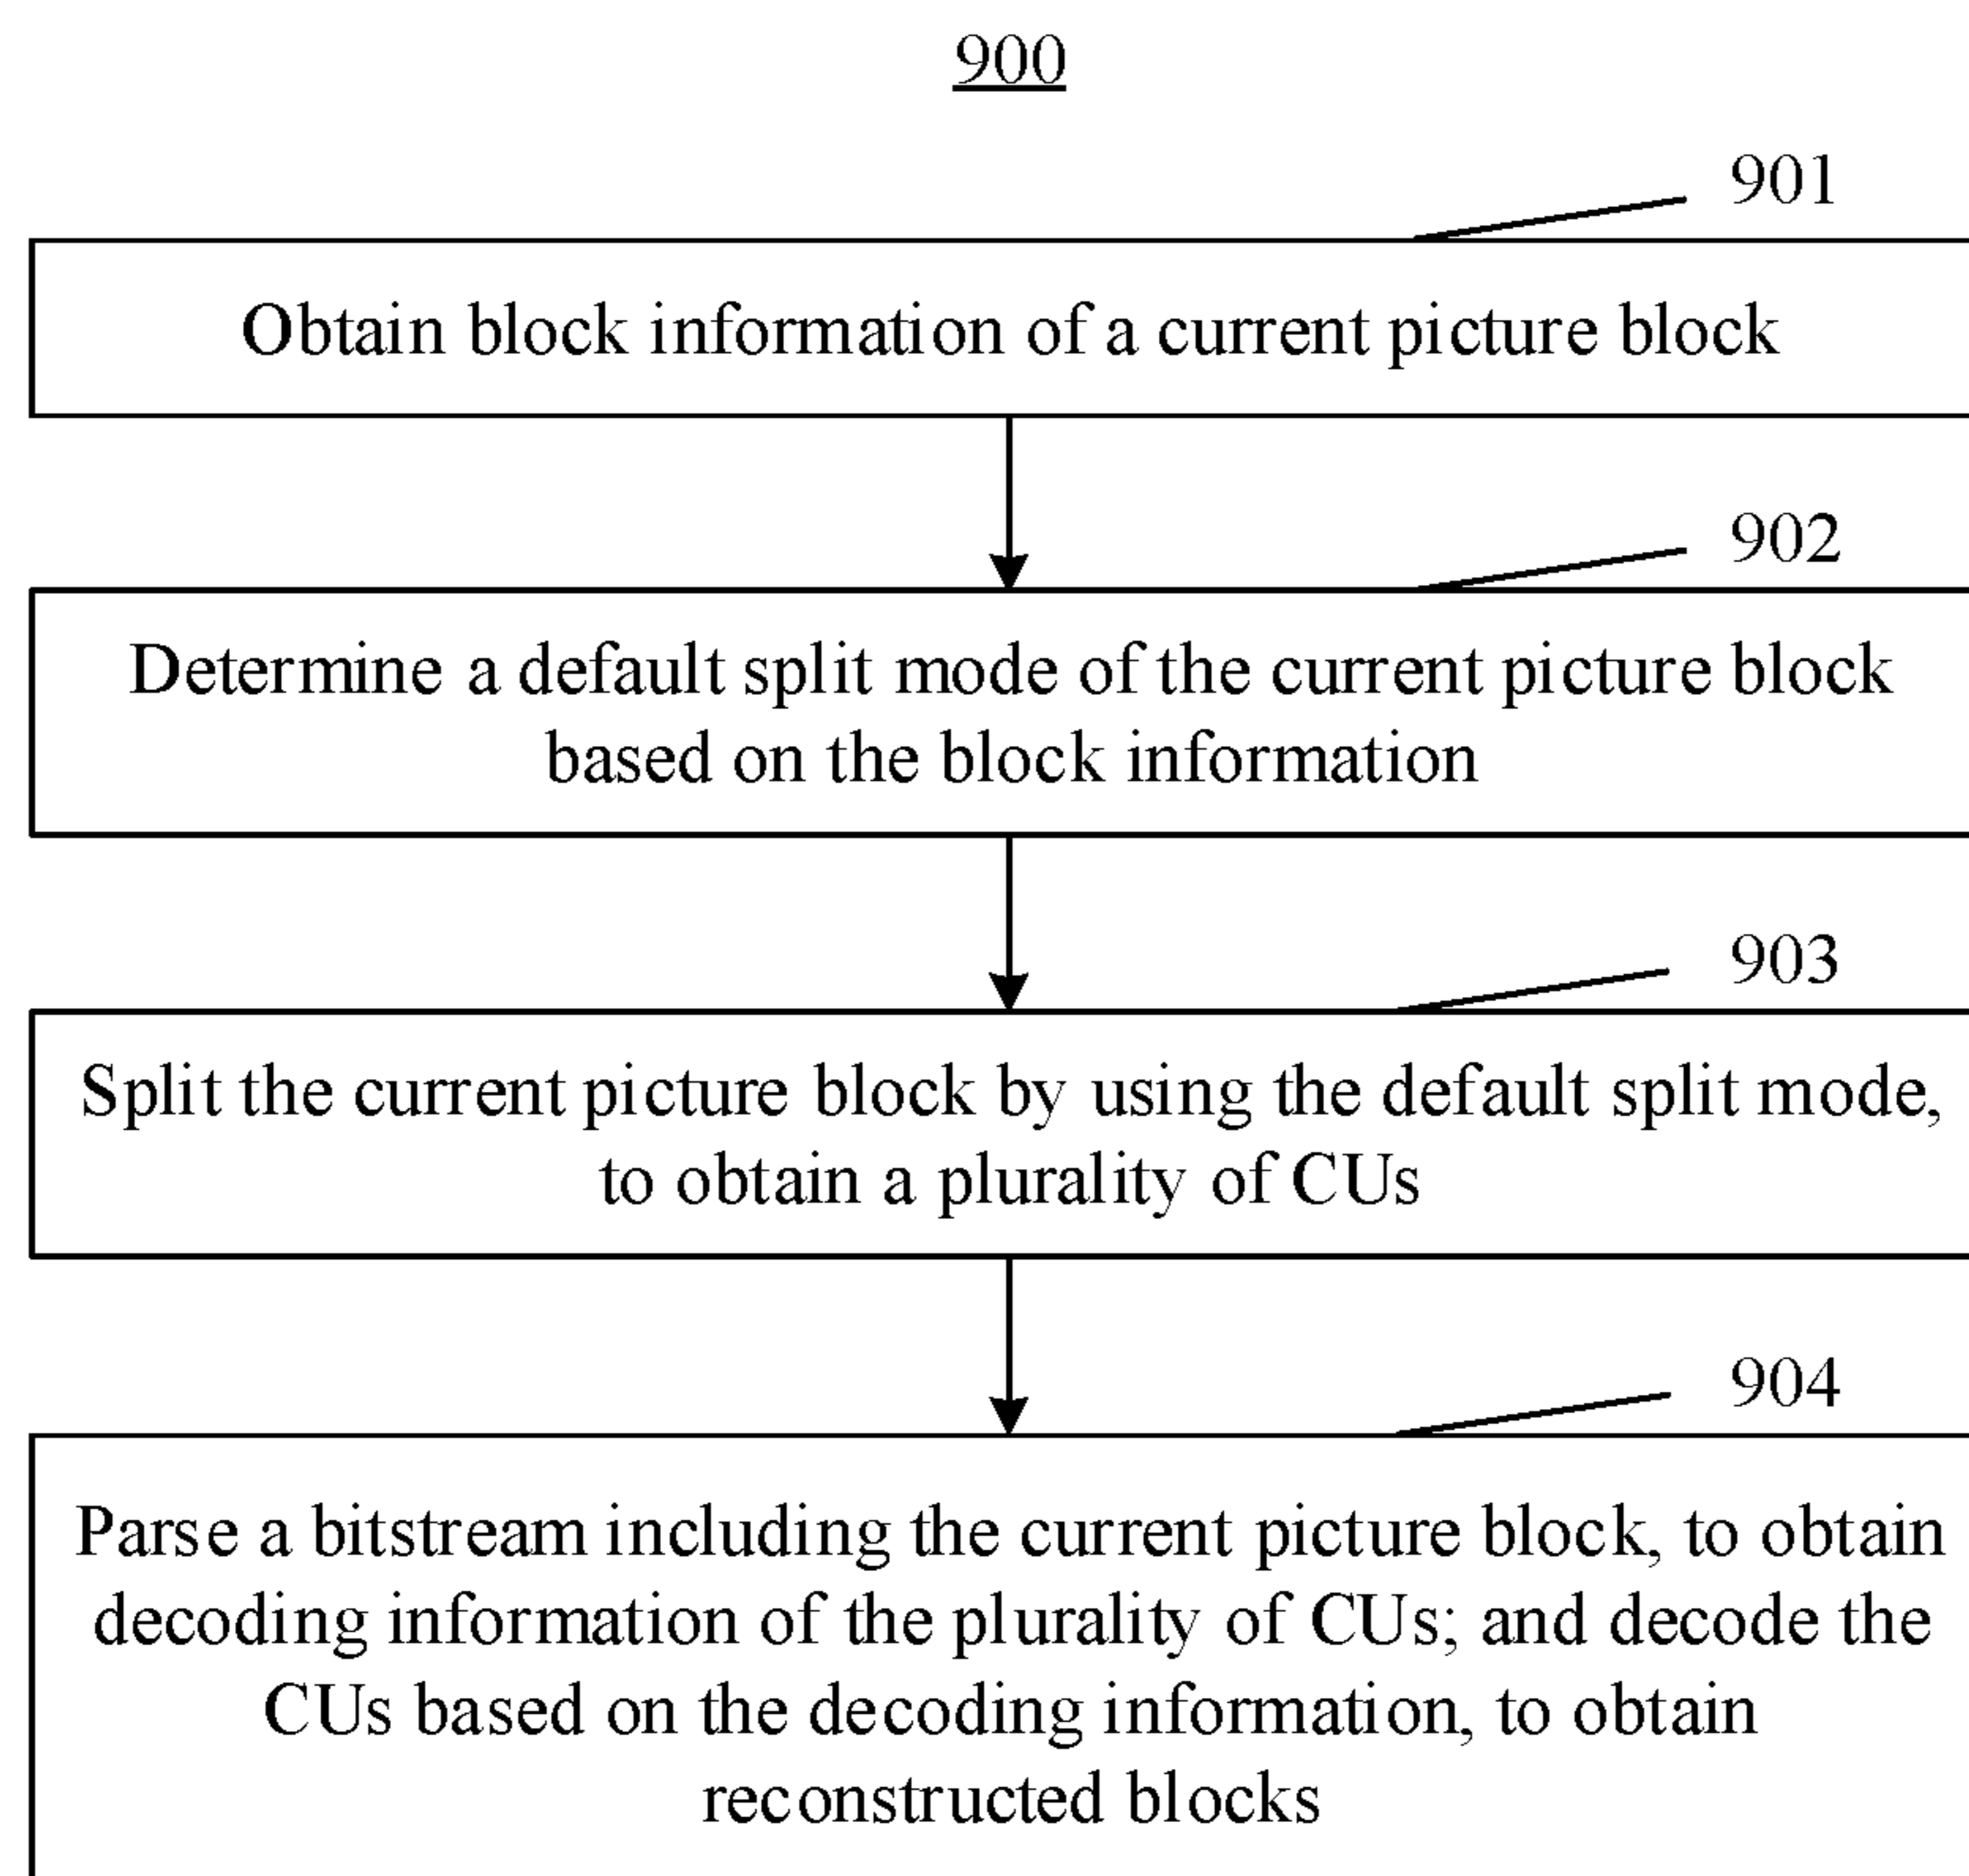 900
901
Obtain block information of a current picture block
902
Determine a default split mode of the current picture block
based on the block information
903
Split the current picture block by using the default split mode,
to obtain a plurality of CUs
904
Parse a bitstream including the current picture block, to obtain
decoding information of the plurality of CUs; and decode the
CUs based on the decoding information, to obtain
reconstructed blocks